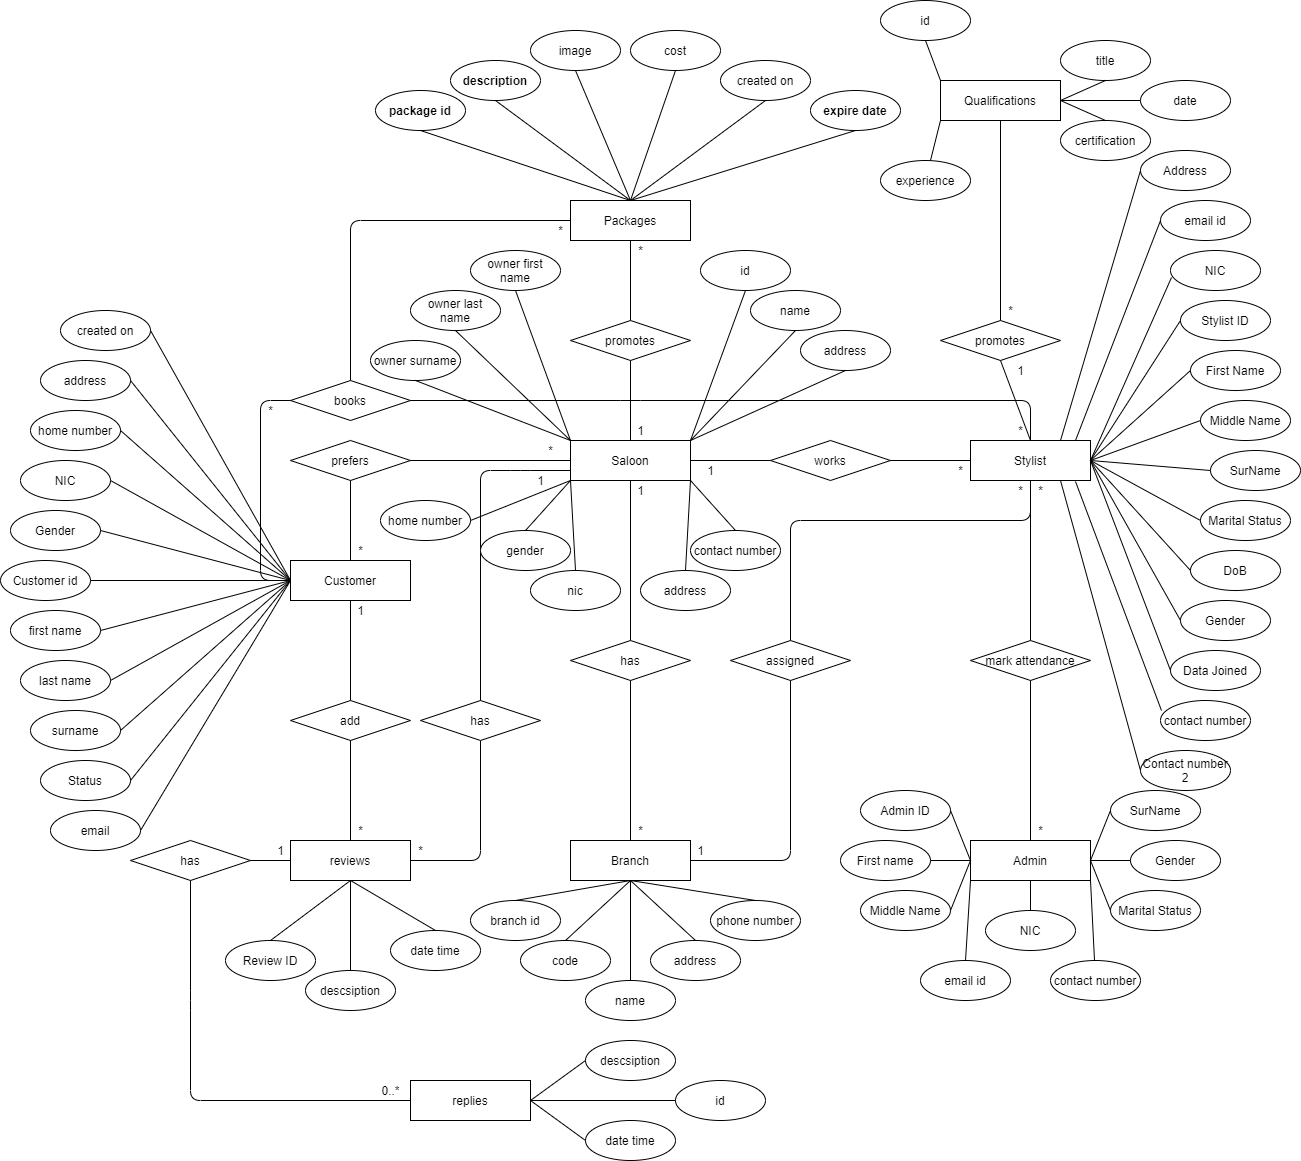 id
image
cost
title
description
created on
Qualifications
date
package id
expire date
certification
Address
experience
Packages
email id
*
*
owner first
name
id
NIC
owner last
name
name
*
Stylist ID
created on
promotes
promotes
owner surname
address
1
First Name
address
books
*
Middle Name
home number
1
*
*
prefers
Saloon
works
Stylist
1
*
SurName
NIC
1
1
*
*
home number
Marital Status
Gender
gender
contact number
*
Customer
nic
address
DoB
Customer id
1
first name
Gender
has
assigned
mark attendance
Data Joined
last name
add
has
contact number
surname
Contact number
2
Status
Admin ID
SurName
email
*
*
*
has
1
reviews
*
Branch
1
First name
Admin
Gender
branch id
phone number
Middle Name
Marital Status
NIC
date time
Review ID
code
address
email id
contact number
descsiption
name
descsiption
0..*
replies
id
date time